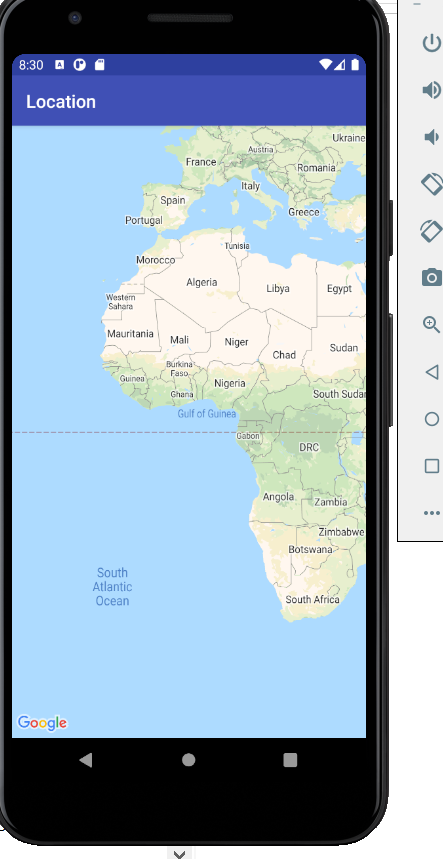 8:30
Location
Ukraine
Austria
France
Romania
Italy
Spain
Greece
Portugal
Tunisia
Morocco
Algeria
Libya
Egypt
Western
Sahara
Mauritania
Mali
Niger
Chad
Sudan
Burkina
Faso
Guinea
Nigeria
Ghana
South Sudan
Gulf of Guinea
Gabon
DRC
Angola
Zambia
Zimbabwe
Botswana
South
Atlantic
Ocean
South Africa
Google